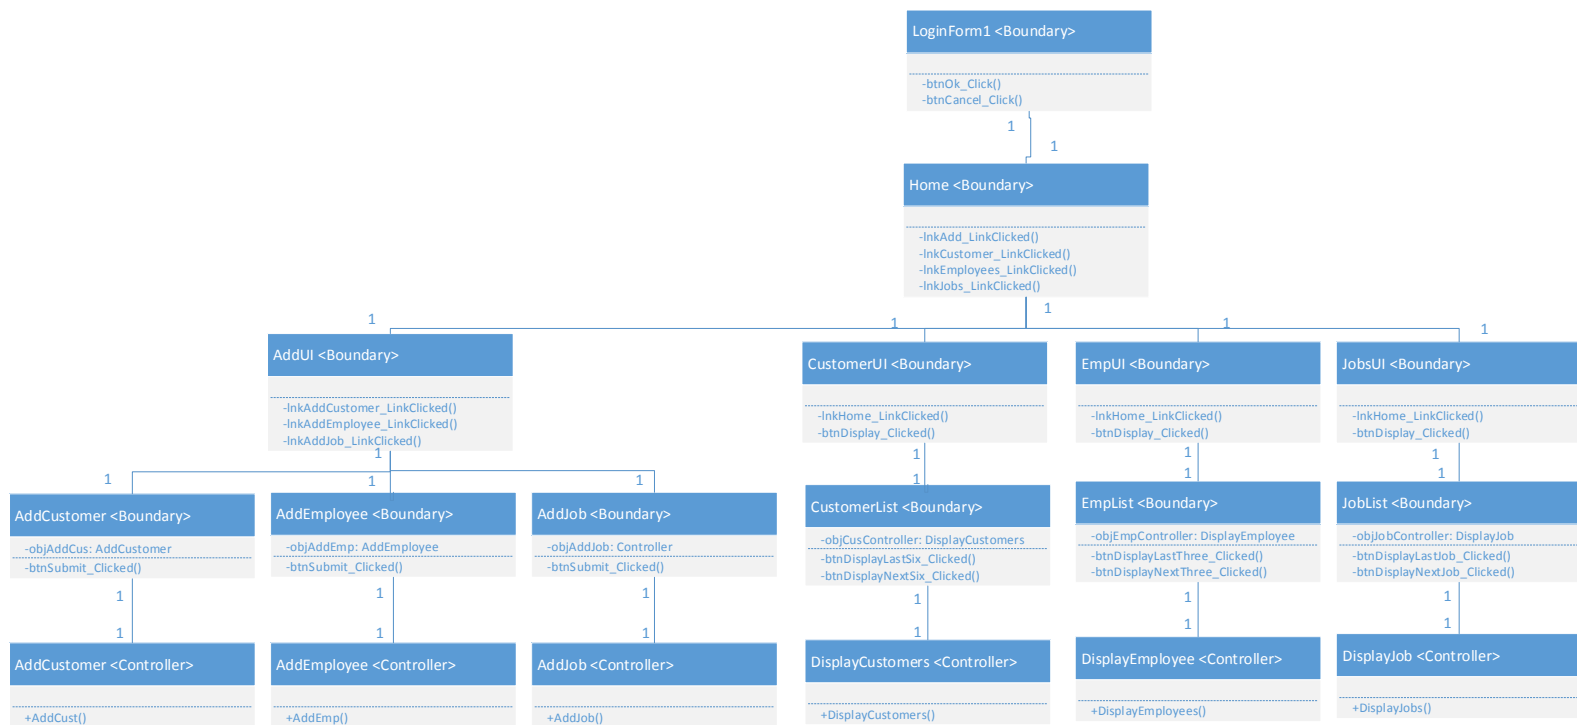 LoginForm1 <Boundary>
-btnOk_Click()
-btnCancel_Click()
1
1
Home <Boundary>
-lnkAdd_LinkClicked()
-lnkCustomer_LinkClicked()
-lnkEmployees_LinkClicked()
-lnkJobs_LinkClicked()
1
1
1
1
1
AddUI <Boundary>
-lnkAddCustomer_LinkClicked()
-lnkAddEmployee_LinkClicked()
-lnkAddJob_LinkClicked()
CustomerUI <Boundary>
-lnkHome_LinkClicked()
-btnDisplay_Clicked()
EmpUI <Boundary>
-lnkHome_LinkClicked()
-btnDisplay_Clicked()
JobsUI <Boundary>
-lnkHome_LinkClicked()
-btnDisplay_Clicked()
1
1
1
1
1
1
1
1
1
1
AddCustomer <Boundary>
-objAddCus: AddCustomer
-btnSubmit_Clicked()
AddEmployee <Boundary>
-objAddEmp: AddEmployee
-btnSubmit_Clicked()
AddJob <Boundary>
-objAddJob: Controller
-btnSubmit_Clicked()
CustomerList <Boundary>
-objCusController: DisplayCustomers
-btnDisplayLastSix_Clicked()
-btnDisplayNextSix_Clicked()
EmpList <Boundary>
-objEmpController: DisplayEmployee
-btnDisplayLastThree_Clicked()
-btnDisplayNextThree_Clicked()
JobList <Boundary>
-objJobController: DisplayJob
-btnDisplayLastJob_Clicked()
-btnDisplayNextJob_Clicked()
1
1
1
1
1
1
1
1
1
1
1
1
AddCustomer <Controller>
+AddCust()
AddEmployee <Controller>
+AddEmp()
AddJob <Controller>
+AddJob()
DisplayCustomers <Controller>
+DisplayCustomers()
DisplayEmployee <Controller>
+DisplayEmployees()
DisplayJob <Controller>
+DisplayJobs()